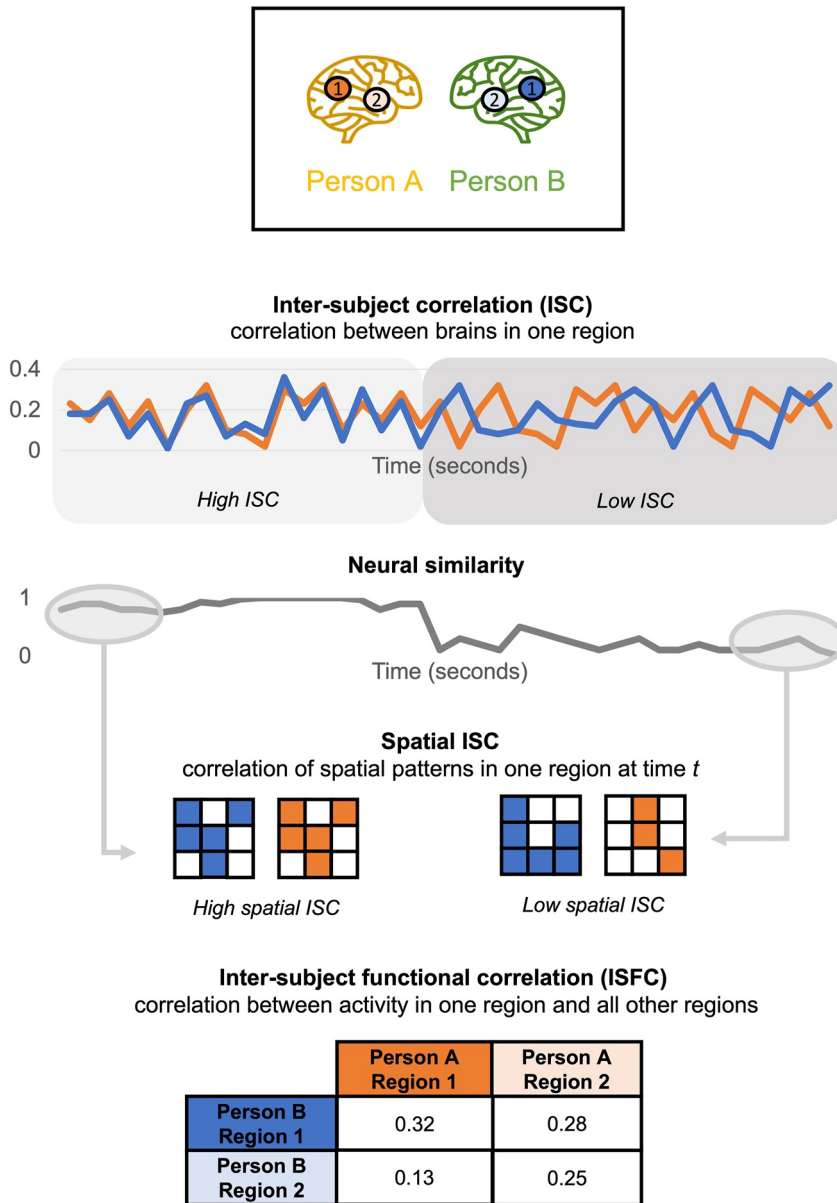 1 2 2 1
Person A Person B
Inter-subject correlation (ISC)
correlation between brains in one region
0.4
0.2
0
Time (seconds)
High ISC Low ISC
Neural similarity
1
0
Time (seconds)
Spatial ISC
correlation of spatial patterns in one region at time t
High spatial ISC Low spatial ISC
Inter-subject functional correlation (ISFC)
correlation between activity in one region and all other regions
Person A Person A
Region 1 Region 2
Person B
Region 1
0.32 0.28
Person B
Region 2
0.13 0.25